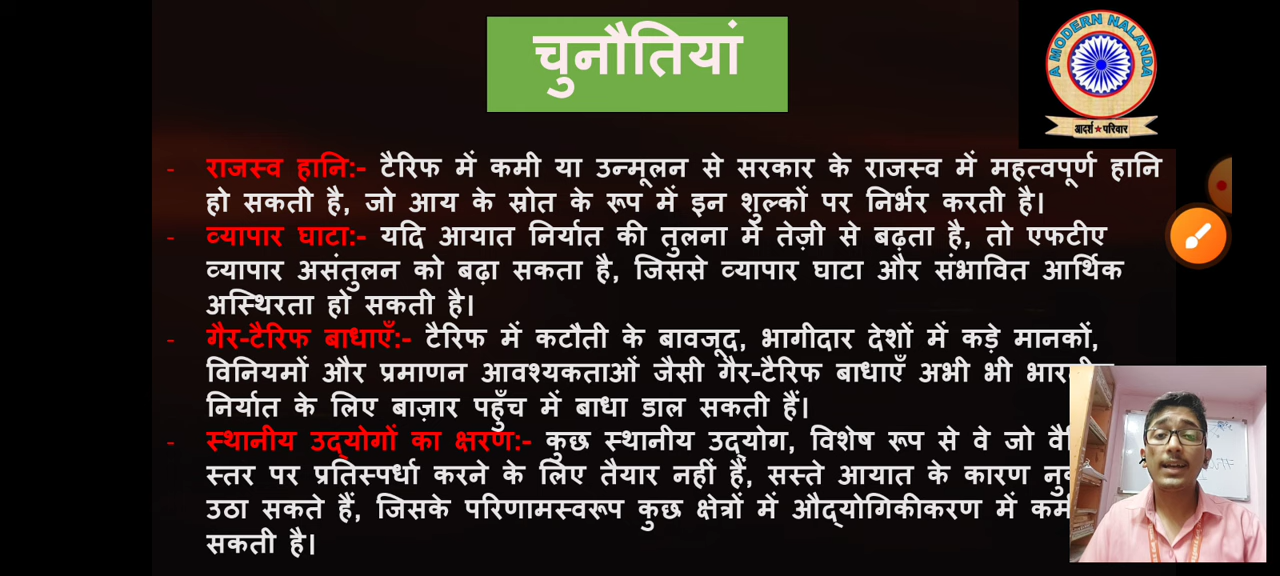 चुनौतियां
A MODERN NALANDA
आदर्श ★ परिवार
- राजस्व हानि:- टैरिफ में कमी या उन्मूलन से सरकार के राजस्व में महत्वपूर्ण हानि
हो सकती है, जो आय के स्रोत के रूप में इन शुल्कों पर निर्भर करती है।
- व्यापार घाटा:- यदि आयात निर्यात की तुलना में तेज़ी से बढ़ता है, तो एफटीए
व्यापार असंतुलन को बढ़ा सकता है, जिससे व्यापार घाटा और संभावित आर्थिक
अस्थिरता हो सकती है।
- गैर-टैरिफ बाधाएँ:- टैरिफ में कटौती के बावजूद, भागीदार देशों में कड़े मानकों,
विनियमों और प्रमाणन आवश्यकताओं जैसी गैर-टैरिफ बाधाएँ अभी भी
निर्यात के लिए बाज़ार पहुँच में बाधा डाल सकती हैं।
- स्थानीय उद्योगों का क्षरण:- कुछ स्थानीय उद्योग, विशेष रूप से वे जो
स्तर पर प्रतिस्पर्धा करने के लिए तैयार नहीं हैं, सस्ते आयात के कारण
उठा सकते हैं, जिसके परिणामस्वरूप कुछ क्षेत्रों में औद्योगिकीकरण में
सकती है।